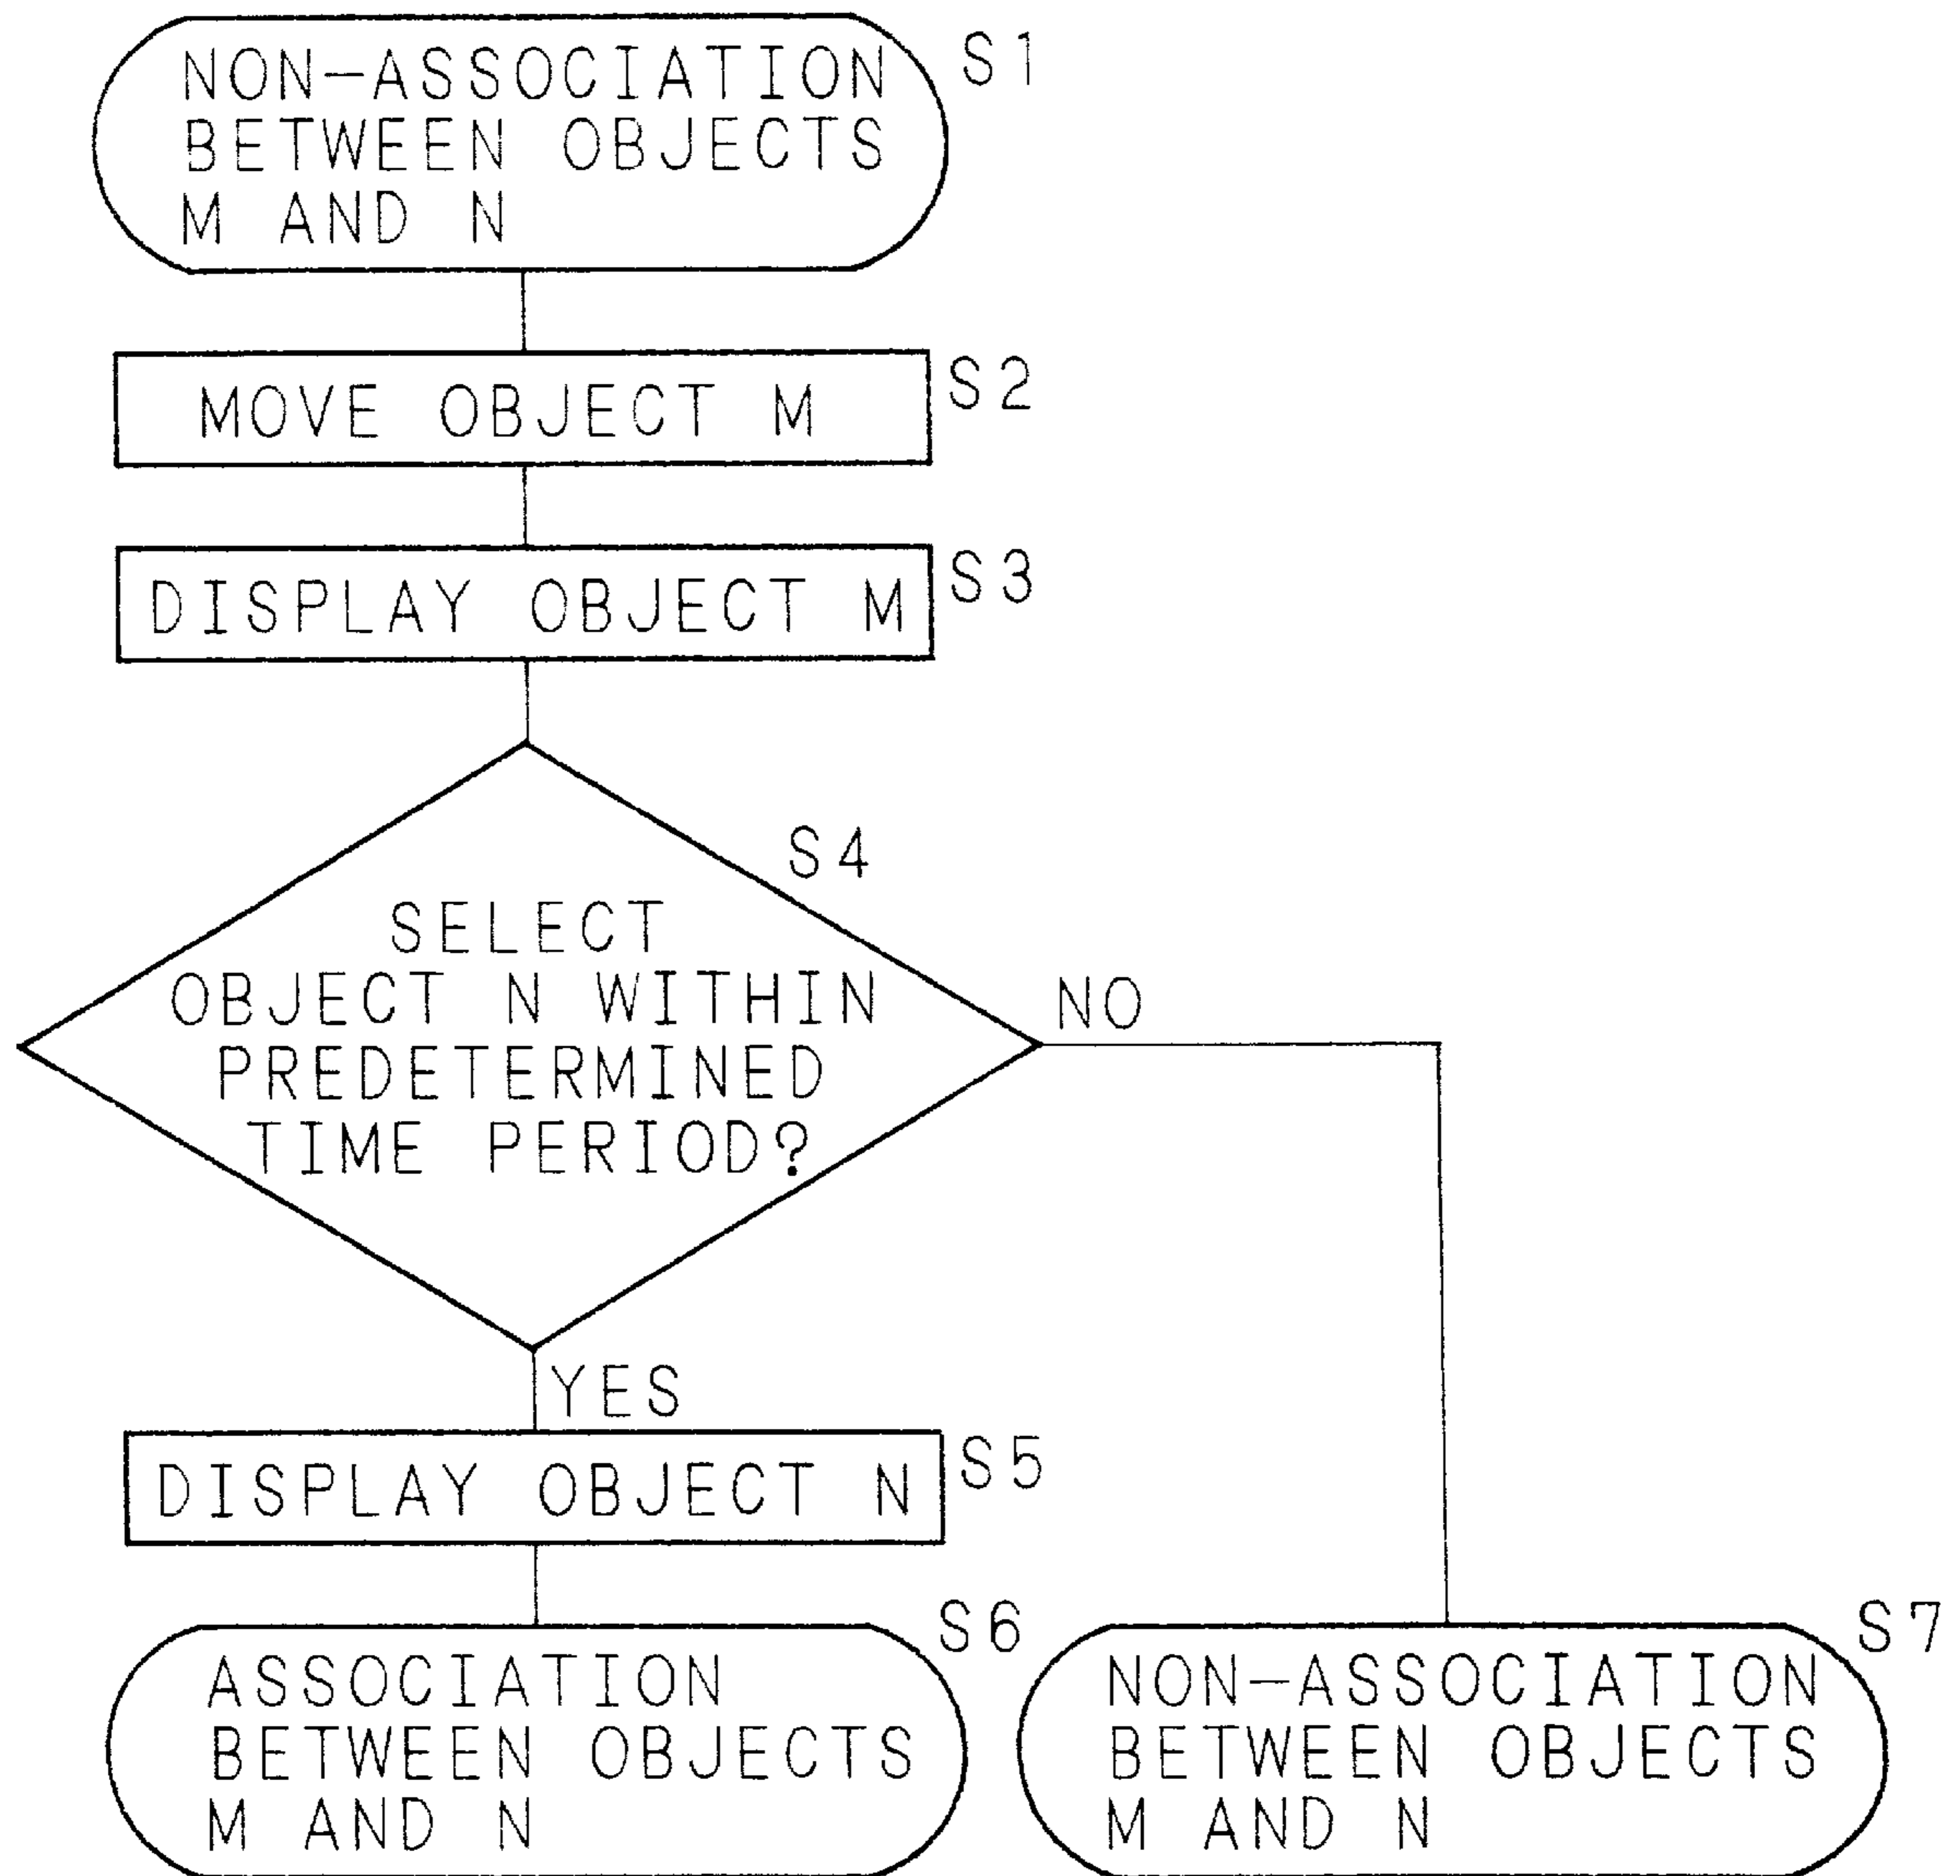 NON-ASSOCIATION
BETWEEN OBJECTS
M AND N
S1
MOVE OBJECT M
S2
DISPLAY OBJECT M
S3
S4
SELECT
OBJECT N WITHIN
PREDETERMINED
TIME PERIOD?
NO
YES
DISPLAY OBJECT N
S5
ASSOCIATION
BETWEEN OBJECTS
M AND N
S6
NON-ASSOCIATION
BETWEEN OBJECTS
M AND N
S7